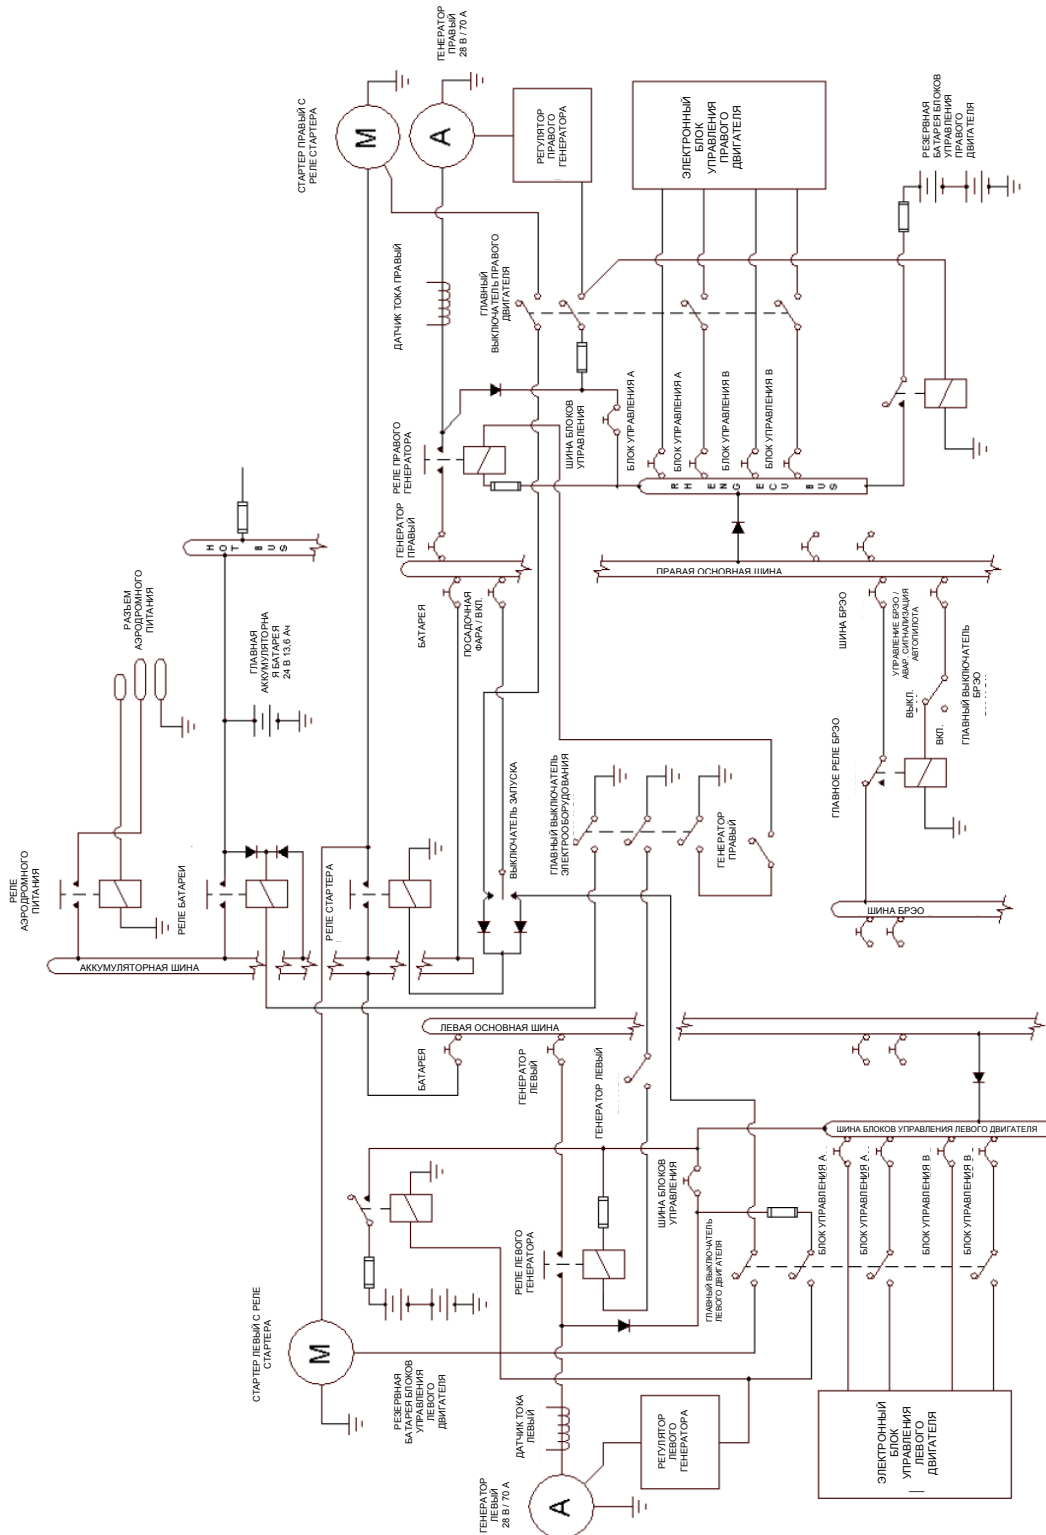 ГЕНЕРАТОР
ПРАВЫЙ
28 В / 70 А
СТАРТЕР ПРАВЫЙ С
РЕЛЕ СТАРТЕРА
M
A
РЕГУЛЯТОР
ПРАВОГО
ГЕНЕРАТОРА
ЭЛЕКТРОННЫЙ
БЛОК
УПРАВЛЕНИЯ
ПРАВОГО
ДВИГАТЕЛЯ
РЕЗЕРВНАЯ
БАТАРЕЯ БЛОКОВ
УПРАВЛЕНИЯ
ПРАВОГО
ДВИГАТЕЛЯ
ДАТЧИК ТОКА ПРАВЫЙ
ГЛАВНЫЙ
ВЫКЛЮЧАТЕЛЬ ПРАВОГО
ДВИГАТЕЛЯ
РЕЛЕ ПРАВОГО
ГЕНЕРАТОРА
ШИНА БЛОКОВ
УПРАВЛЕНИЯ
БЛОК УПРАВЛЕНИЯ А
БЛОК УПРАВЛЕНИЯ А
БЛОК УПРАВЛЕНИЯ В
БЛОК УПРАВЛЕНИЯ В
RH ENG ECU BUS
HOT BUS
ГЕНЕРАТОР
ПРАВЫЙ
ПРАВАЯ ОСНОВНАЯ ШИНА
РАЗЪЕМ
АЭРОДРОМНОГО
ПИТАНИЯ
ГЛАВНАЯ
АККУМУЛЯТОРНА
Я БАТАРЕЯ
24 В 13,6 Ач
БАТАРЕЯ
ПОСАДОЧНАЯ
ФАРА / ВКЛ.
ШИНА БРЭО
УПРАВЛЕНИЕ БРЭО /
АВАР. СИГНАЛИЗАЦИЯ
АВТОПИЛОТА
ВЫКЛ.
ВКЛ.
ГЛАВНЫЙ ВЫКЛЮЧАТЕЛЬ
БРЭО
ГЛАВНОЕ РЕЛЕ БРЭО
РЕЛЕ
АЭРОДРОМНОГО
ПИТАНИЯ
РЕЛЕ БАТАРЕИ
РЕЛЕ СТАРТЕРА
ВЫКЛЮЧАТЕЛЬ ЗАПУСКА
ГЛАВНЫЙ ВЫКЛЮЧАТЕЛЬ
ЭЛЕКТРООБОРУДОВАНИЯ
ГЕНЕРАТОР
ПРАВЫЙ
ШИНА БРЭО
АККУМУЛЯТОРНАЯ ШИНА
ЛЕВАЯ ОСНОВНАЯ ШИНА
БАТАРЕЯ
ГЕНЕРАТОР
ЛЕВЫЙ
ГЕНЕРАТОР ЛЕВЫЙ
ШИНА БЛОКОВ УПРАВЛЕНИЯ ЛЕВОГО ДВИГАТЕЛЯ
ШИНА БЛОКОВ
УПРАВЛЕНИЯ
БЛОК УПРАВЛЕНИЯ А
БЛОК УПРАВЛЕНИЯ А
БЛОК УПРАВЛЕНИЯ В
БЛОК УПРАВЛЕНИЯ В
РЕЛЕ ЛЕВОГО
ГЕНЕРАТОРА
ГЛАВНЫЙ ВЫКЛЮЧАТЕЛЬ
ЛЕВОГО ДВИГАТЕЛЯ
СТАРТЕР ЛЕВЫЙ С РЕЛЕ
СТАРТЕРА
M
РЕЗЕРВНАЯ
БАТАРЕЯ БЛОКОВ
УПРАВЛЕНИЯ
ЛЕВОГО
ДВИГАТЕЛЯ
ДАТЧИК ТОКА
ЛЕВЫЙ
РЕГУЛЯТОР
ЛЕВОГО
ГЕНЕРАТОРА
ЭЛЕКТРОННЫЙ
БЛОК
УПРАВЛЕНИЯ
ЛЕВОГО
ДВИГАТЕЛЯ
ГЕНЕРАТОР
ЛЕВЫЙ
28 В / 70 А
A